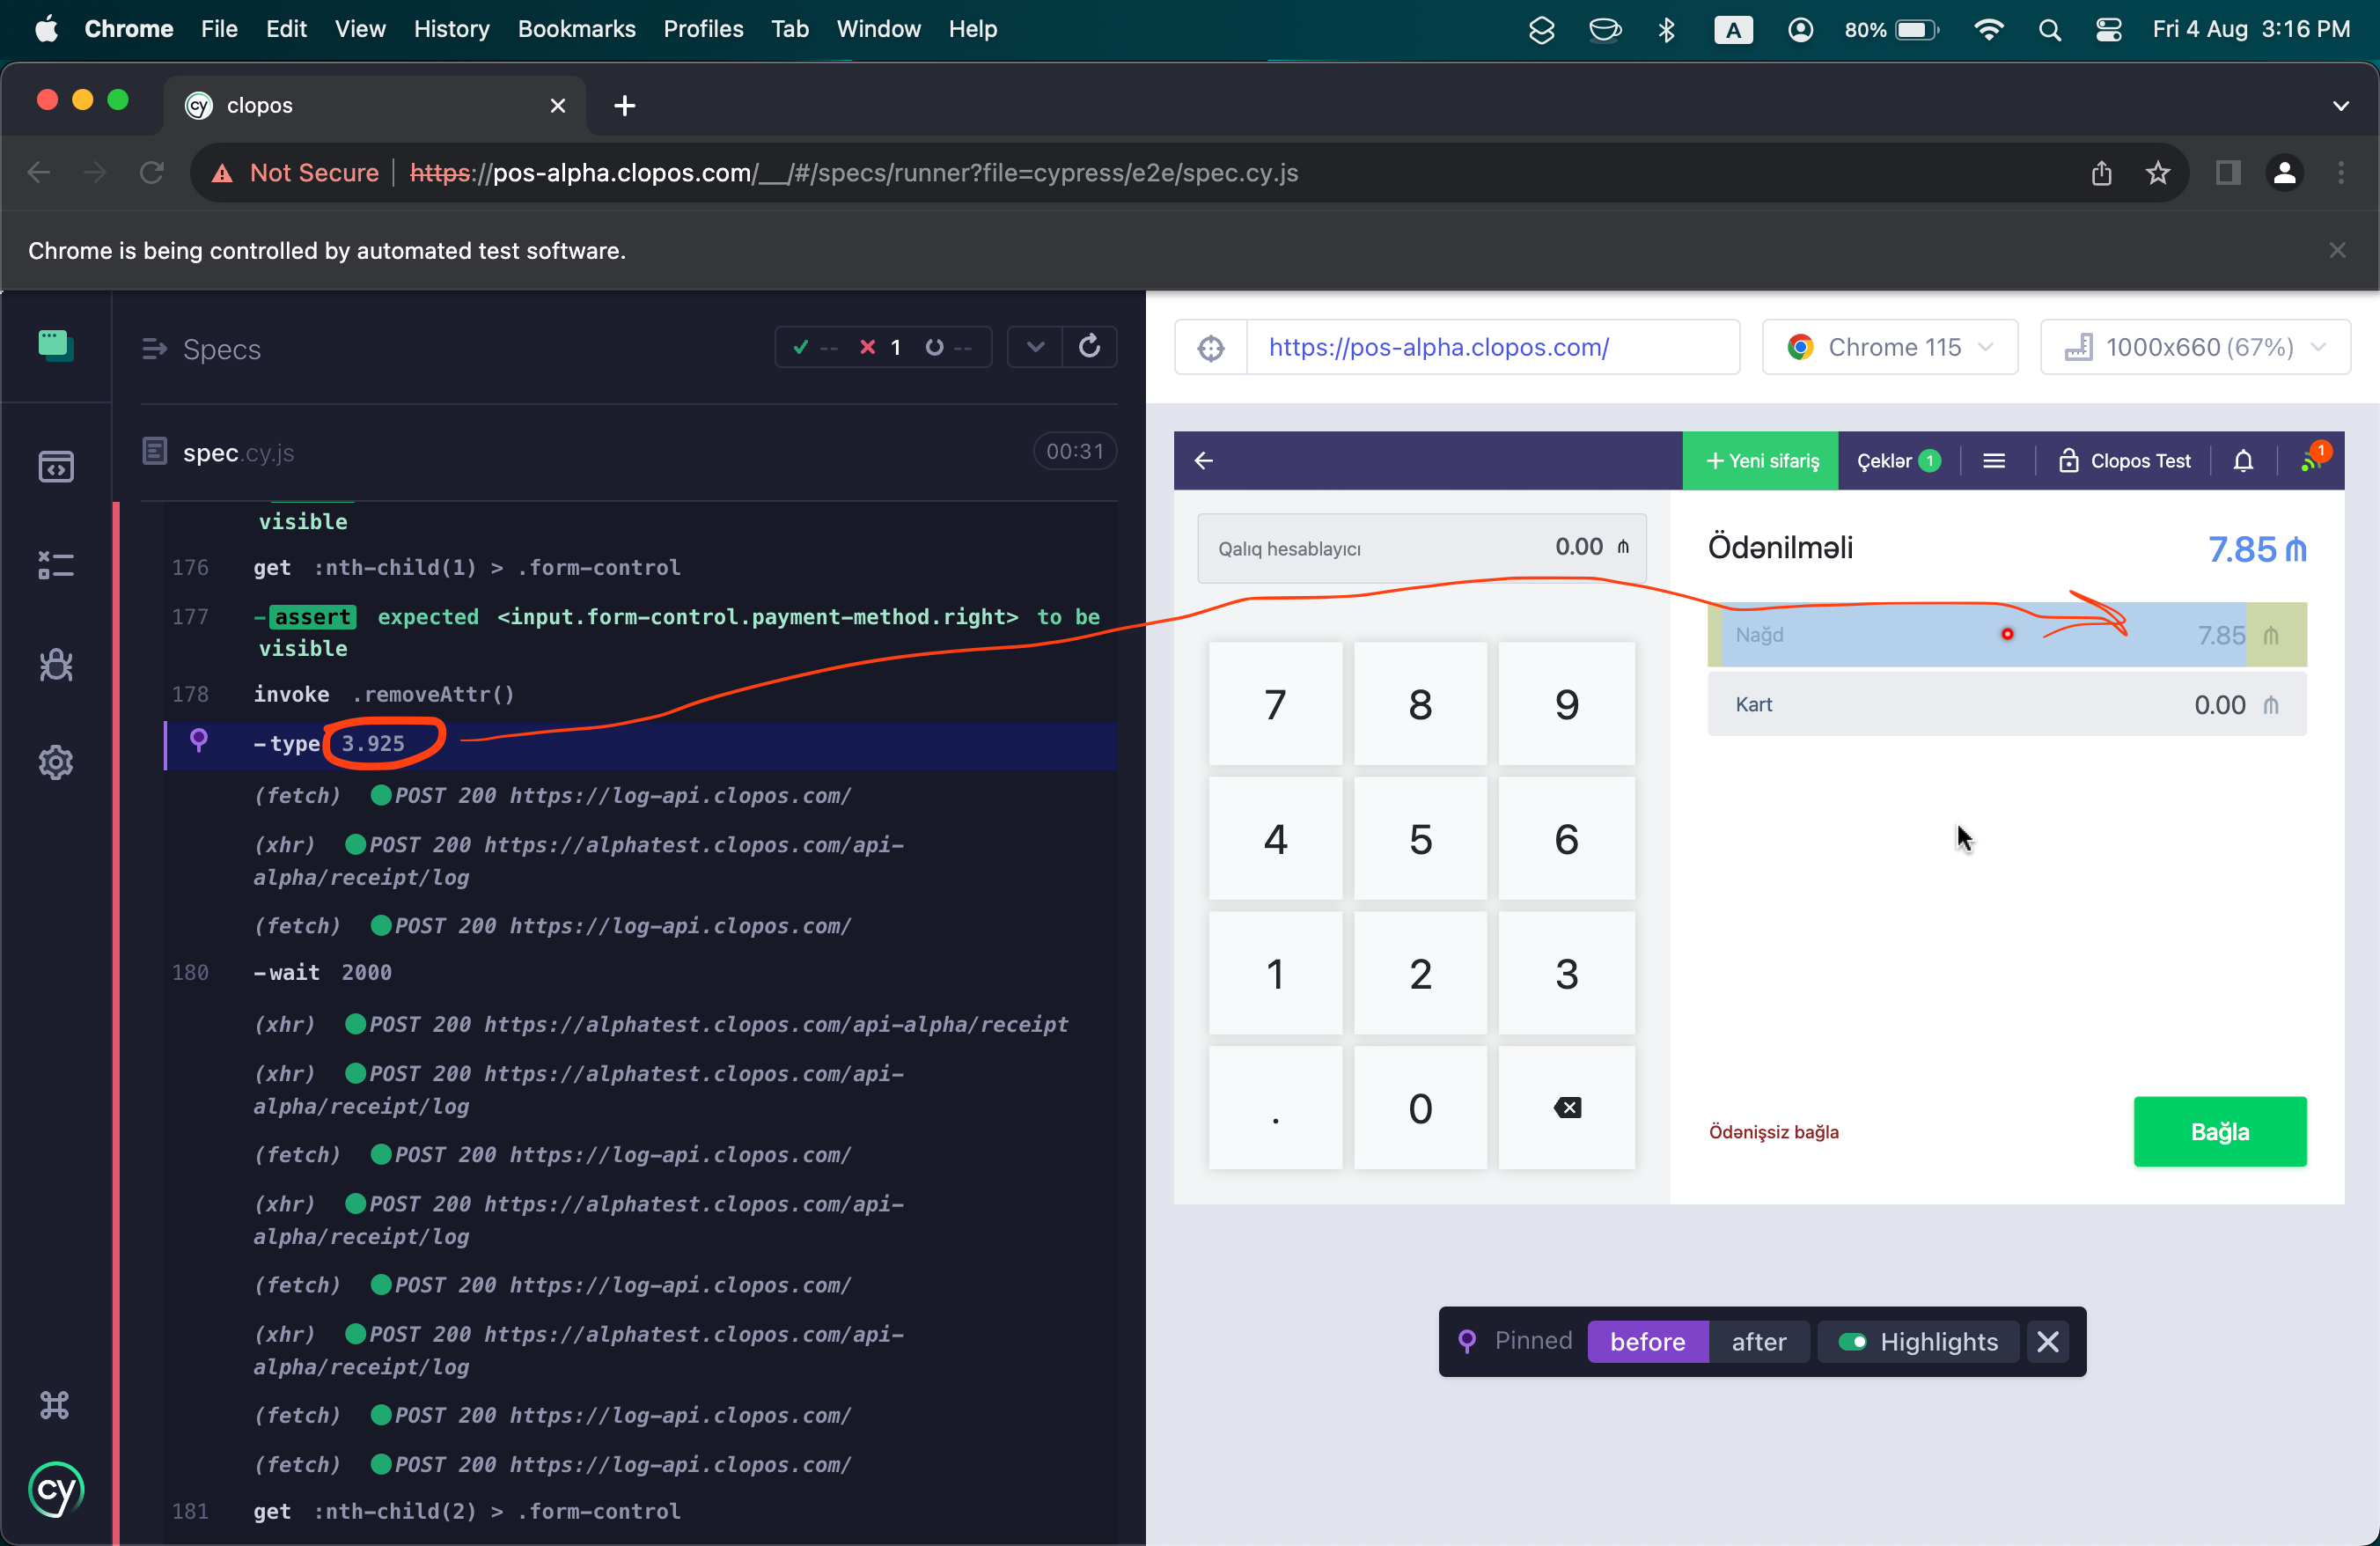 Chrome File Edit View History Bookmarks Profiles Tab Window Help A 80% Fri 4 Aug 3:16 PM
cy clopos
Not Secure https://pos-alpha.clopos.com/__/#/specs/runner?file=cypress/e2e/spec.cy.js
Chrome is being controlled by automated test software.
Specs -- 1 --
spec.cy.js 00:31
visible
176 get :nth-child(1) > .form-control
177 -assert expected <input.form-control.payment-method.right> to be
visible
178 invoke .removeAttr()
-type 3.925
(fetch) POST 200 https://log-api.clopos.com/
(xhr) POST 200 https://alphatest.clopos.com/api-
alpha/receipt/log
(fetch) POST 200 https://log-api.clopos.com/
180 -wait 2000
(xhr) POST 200 https://alphatest.clopos.com/api-alpha/receipt
(xhr) POST 200 https://alphatest.clopos.com/api-
alpha/receipt/log
(fetch) POST 200 https://log-api.clopos.com/
(xhr) POST 200 https://alphatest.clopos.com/api-
alpha/receipt/log
(fetch) POST 200 https://log-api.clopos.com/
(xhr) POST 200 https://alphatest.clopos.com/api-
alpha/receipt/log
(fetch) POST 200 https://log-api.clopos.com/
(fetch) POST 200 https://log-api.clopos.com/
181 get :nth-child(2) > .form-control
cy
https://pos-alpha.clopos.com/ Chrome 115 1000x660 (67%)
+ Yeni sifariş Çeklər 1 Clopos Test 1
Qalıq hesablayıcı 0.00 ₼
Ödənilməli 7.85 ₼
Nağd 7.85 ₼
Kart 0.00 ₼
7 8 9
4 5 6
1 2 3
. 0
Ödənişsiz bağla Bağla
Pinned before after Highlights